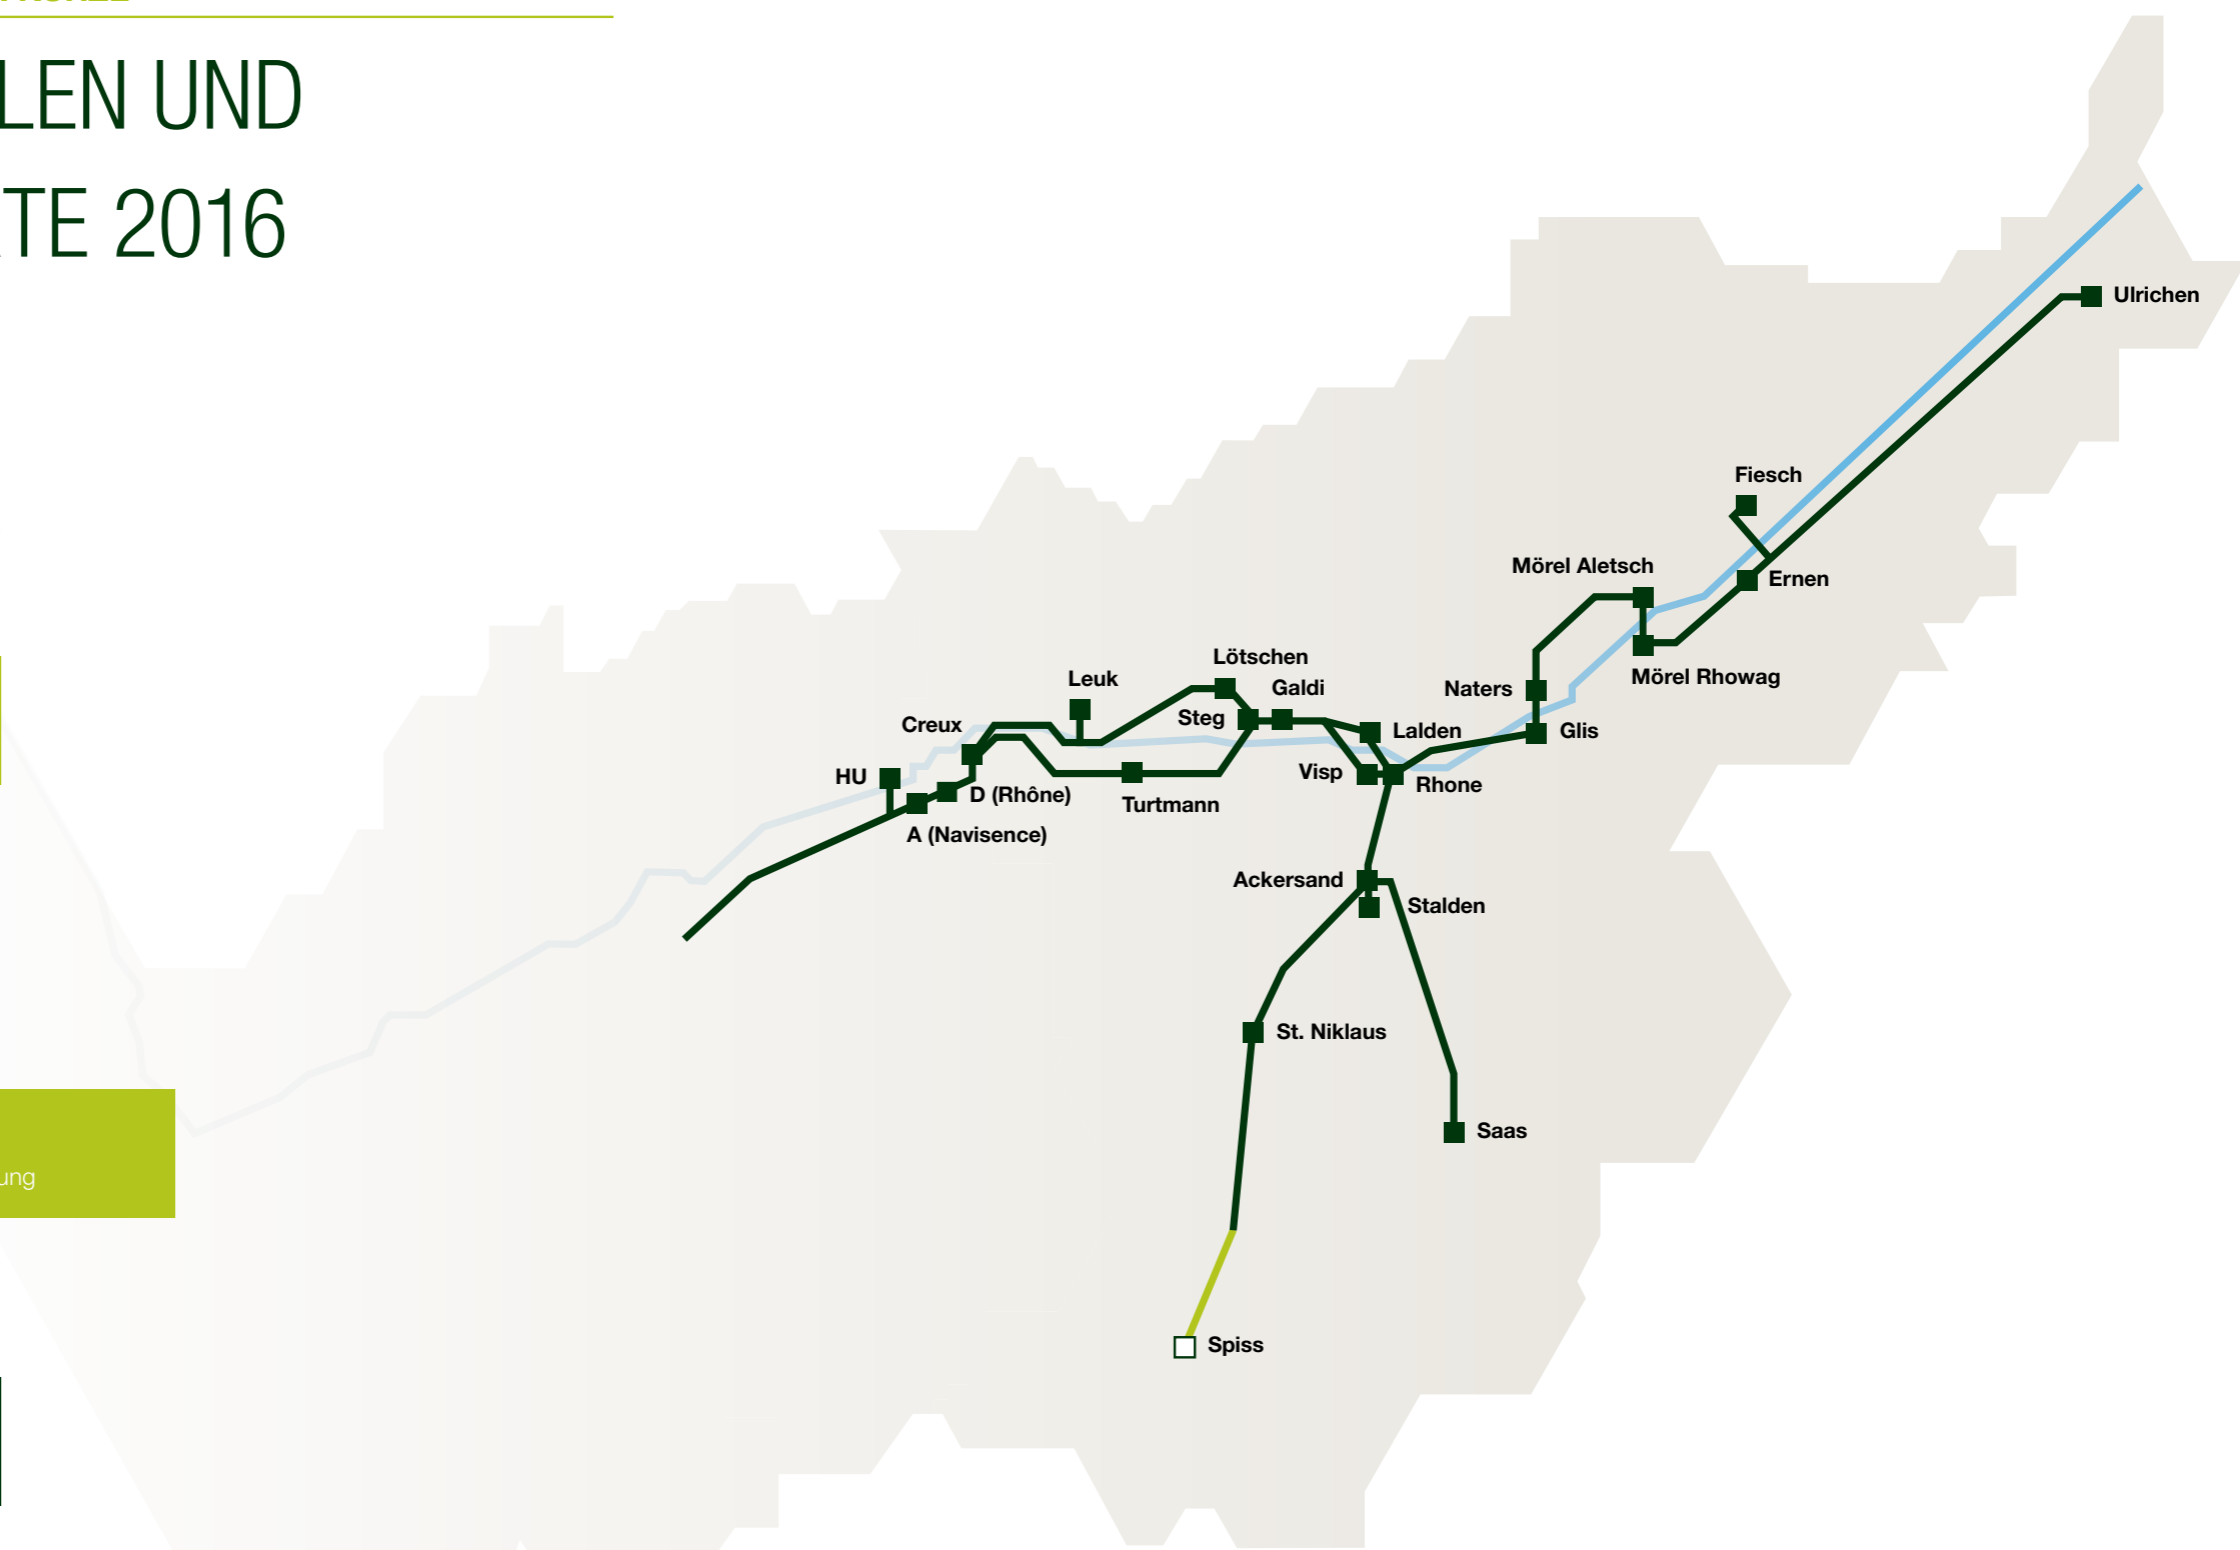 LEN UND
TE 2016
Ulrichen
Fiesch
Mörel Aletsch
Ernen
Lötschen
Leuk
Galdi
Naters
Mörel Rhowag
Creux
Steg
Lalden
Glis
HU
Visp
D (Rhône)
Turtmann
Rhone
A (Navisence)
Ackersand
Stalden
St. Niklaus
Saas
ung
Spiss